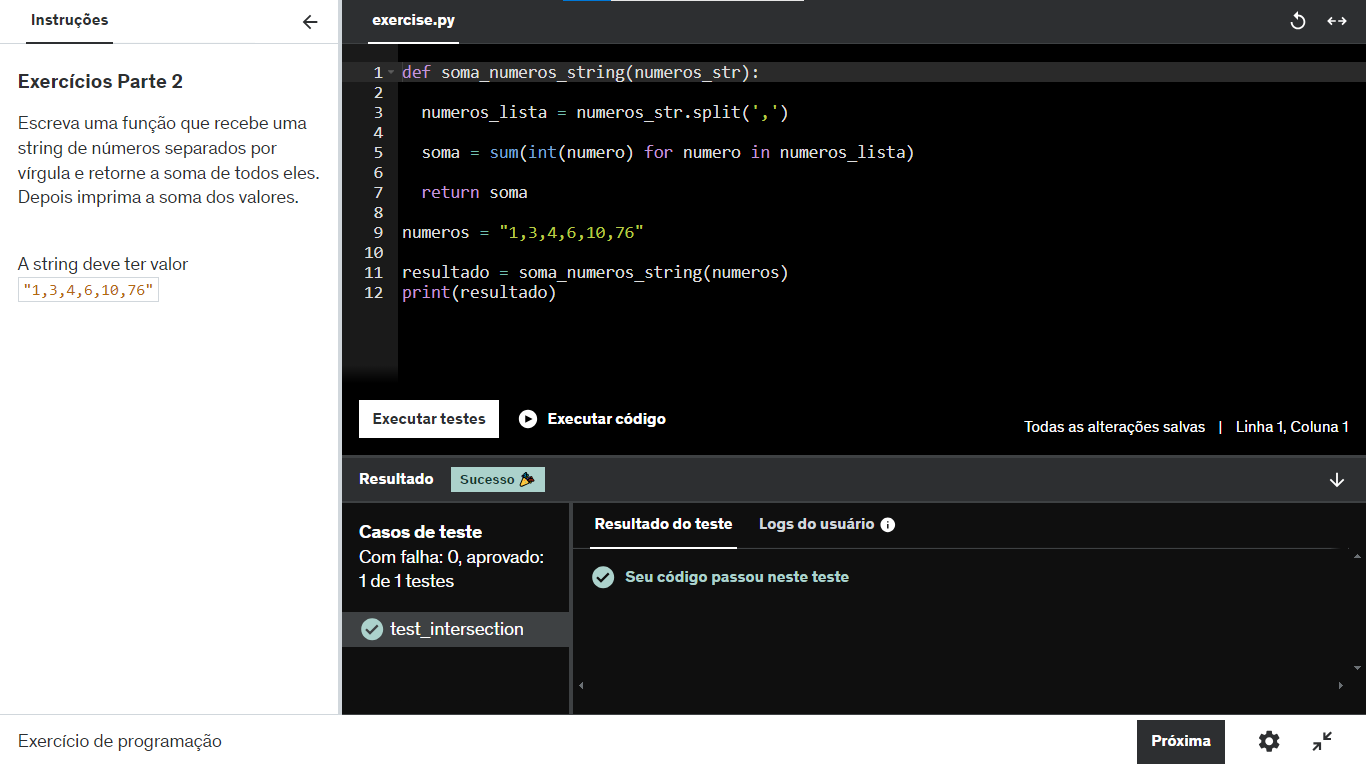 Instruções
Exercícios Parte 2
Escreva uma função que recebe uma
string de números separados por
vírgula e retorne a soma de todos eles.
Depois imprima a soma dos valores.
A string deve ter valor
"1,3,4,6,10,76"
exercise.py
1 def soma_numeros_string(numeros_str):
2
3   numeros_lista = numeros_str.split(',')
4
5   soma = sum(int(numero) for numero in numeros_lista)
6
7   return soma
8
9 numeros = "1,3,4,6,10,76"
10
11 resultado = soma_numeros_string(numeros)
12 print(resultado)
Executar testes
Executar código
Todas as alterações salvas | Linha 1, Coluna 1
Resultado
Sucesso
Casos de teste
Com falha: 0, aprovado:
1 de 1 testes
test_intersection
Resultado do teste
Logs do usuário
Seu código passou neste teste
Exercício de programação
Próxima